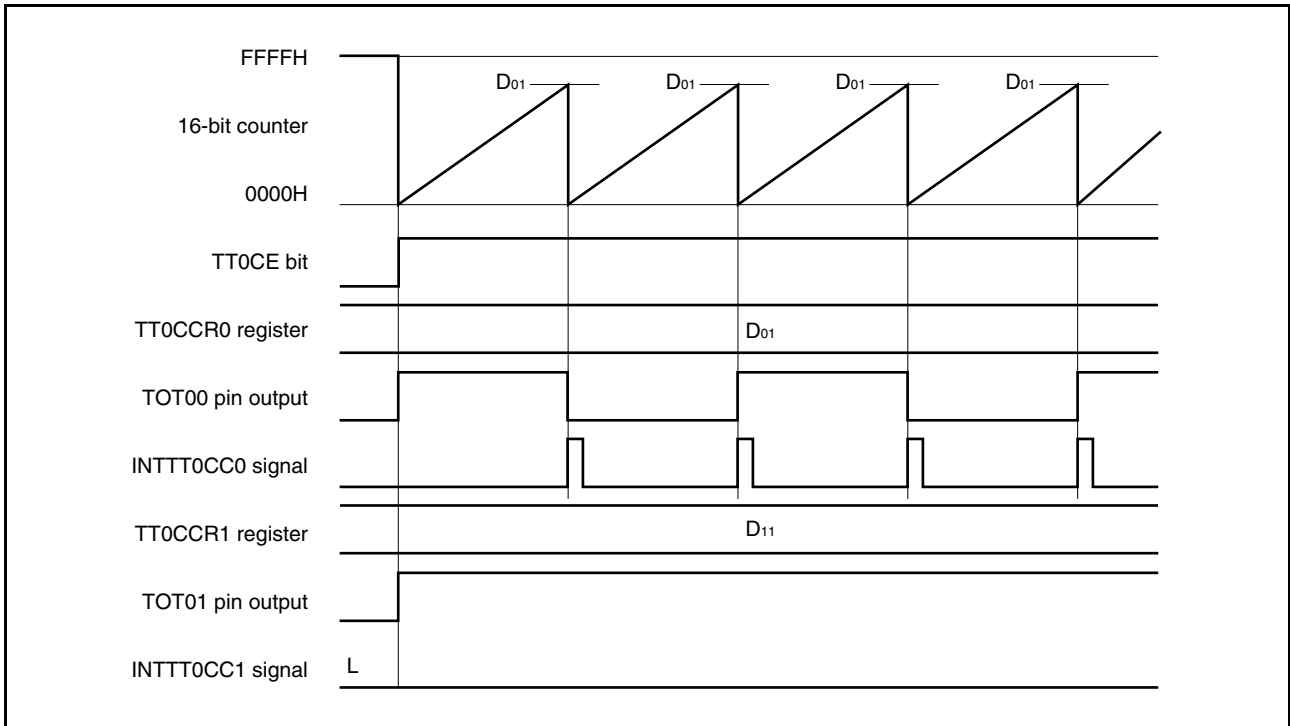 FFFFH
D01 D01 D01 D01
16-bit counter
0000H
TT0CE bit
TT0CCR0 register D01
TOT00 pin output
INTTT0CC0 signal
TT0CCR1 register D11
TOT01 pin output
INTTT0CC1 signal L